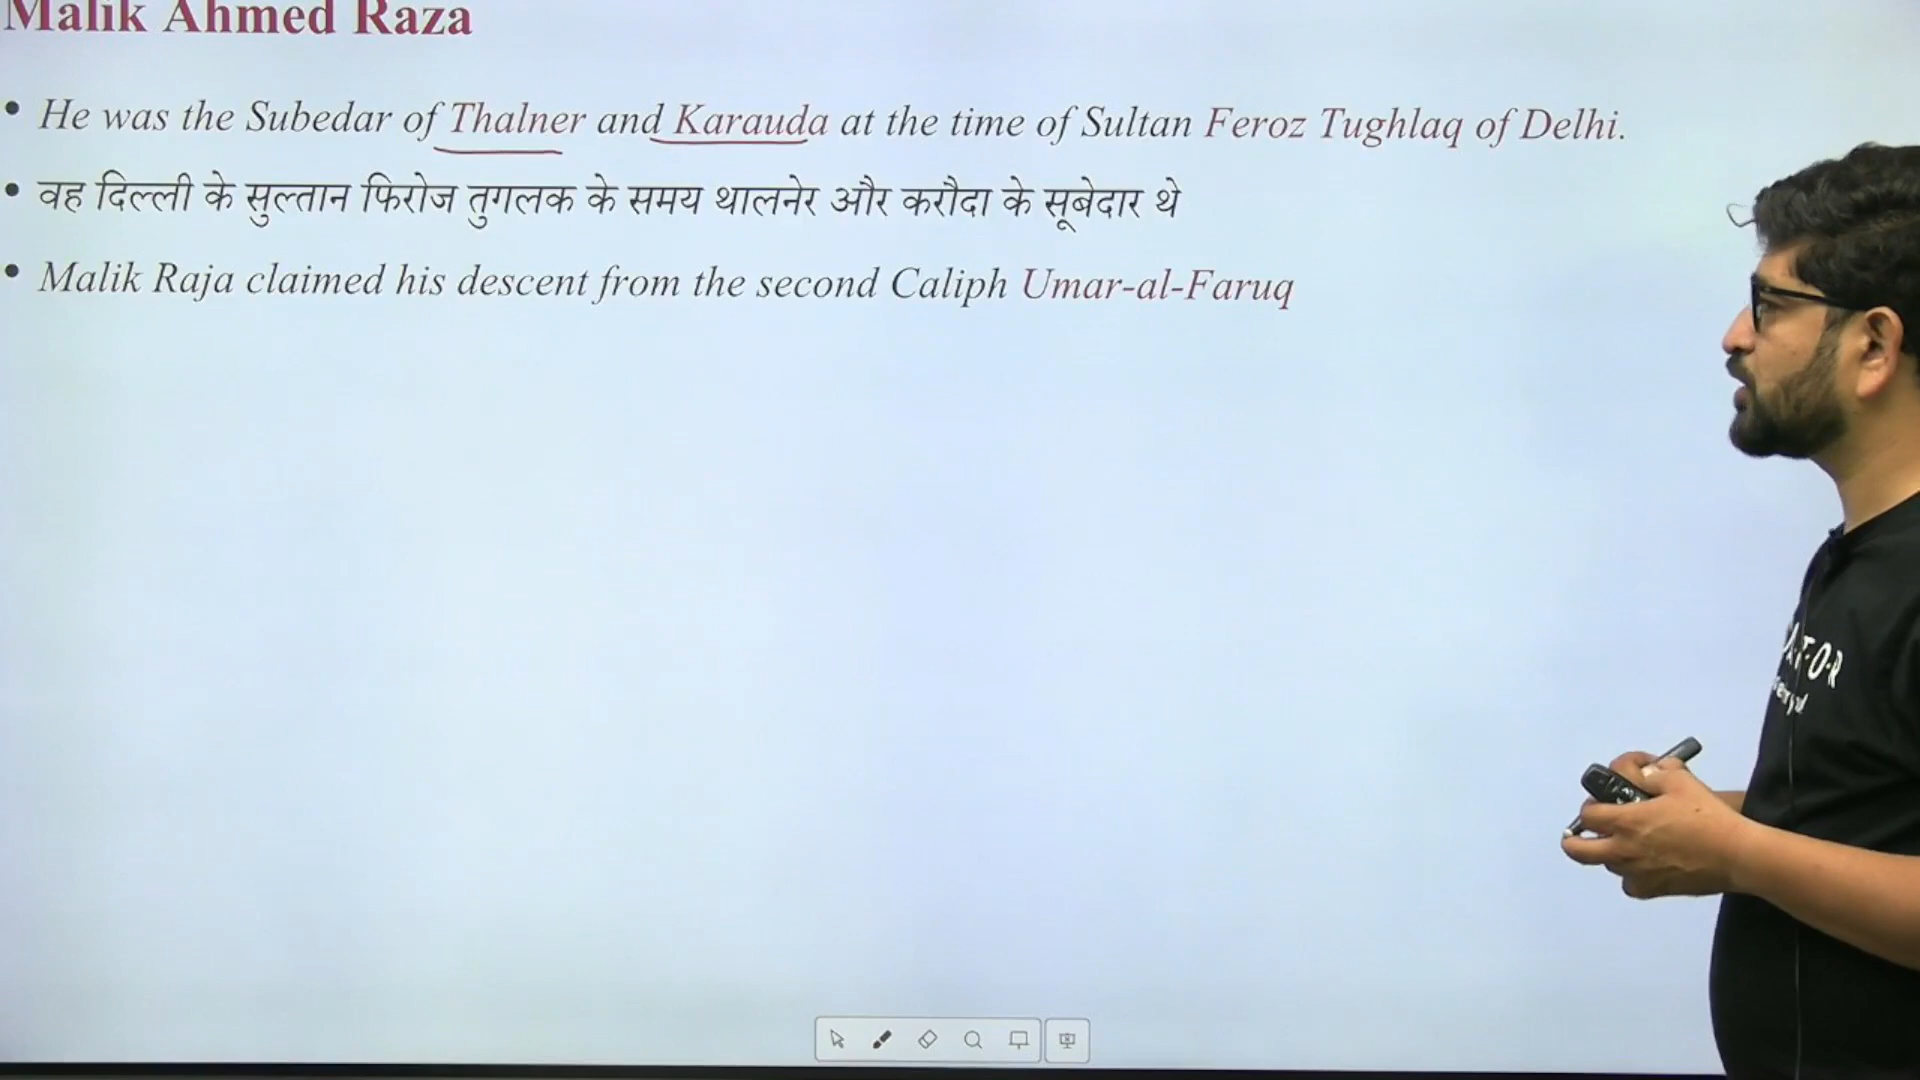 Malik Ahmed Raza
• He was the Subedar of Thalner and Karauda at the time of Sultan Feroz Tughlaq of Delhi.
• वह दिल्ली के सुल्तान फिरोज तुगलक के समय थालनेर और करौदा के सूबेदार थे
• Malik Raja claimed his descent from the second Caliph Umar-al-Faruq